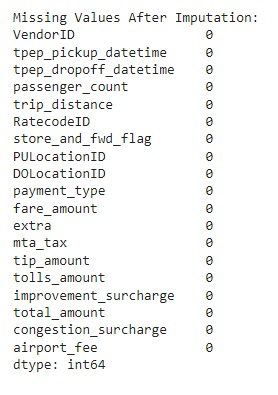 Missing Values After Imputation:
VendorID 0
tpep_pickup_datetime 0
tpep_dropoff_datetime 0
passenger_count 0
trip_distance 0
RatecodeID 0
store_and_fwd_flag 0
PULocationID 0
DOLocationID 0
payment_type 0
fare_amount 0
extra 0
mta_tax 0
tip_amount 0
tolls_amount 0
improvement_surcharge 0
total_amount 0
congestion_surcharge 0
airport_fee 0
dtype: int64